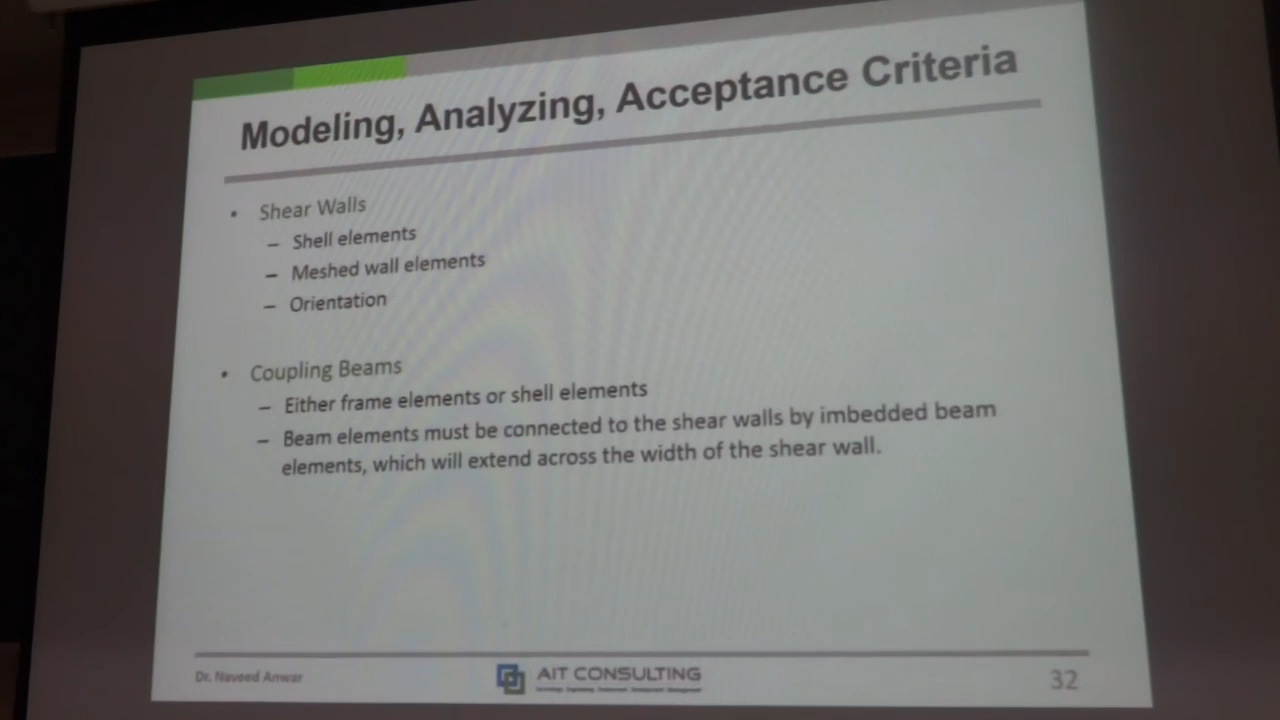 Modeling, Analyzing, Acceptance Criteria
• Shear Walls
– Shell elements
– Meshed wall elements
– Orientation
• Coupling Beams
– Either frame elements or shell elements
– Beam elements must be connected to the shear walls by imbedded beam
elements, which will extend across the width of the shear wall.
Dr. Naveed Anwar
AIT CONSULTING
32